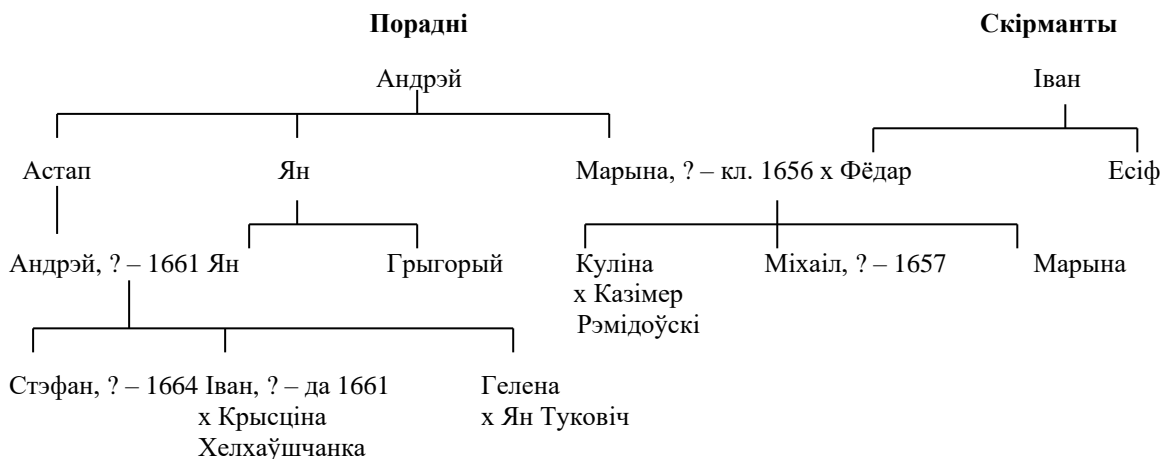 Порадні Скірманты
Андрэй Іван
Астап Ян Марына, ? – кл. 1656 х Фёдар Есіф
Андрэй, ? – 1661 Ян Грыгорый Куліна Міхаіл, ? – 1657 Марына
х Казімер
Рэмідоўскі
Стэфан, ? – 1664 Іван, ? – да 1661 Гелена
х Крысціна х Ян Туковіч
Хелхаўшчанка